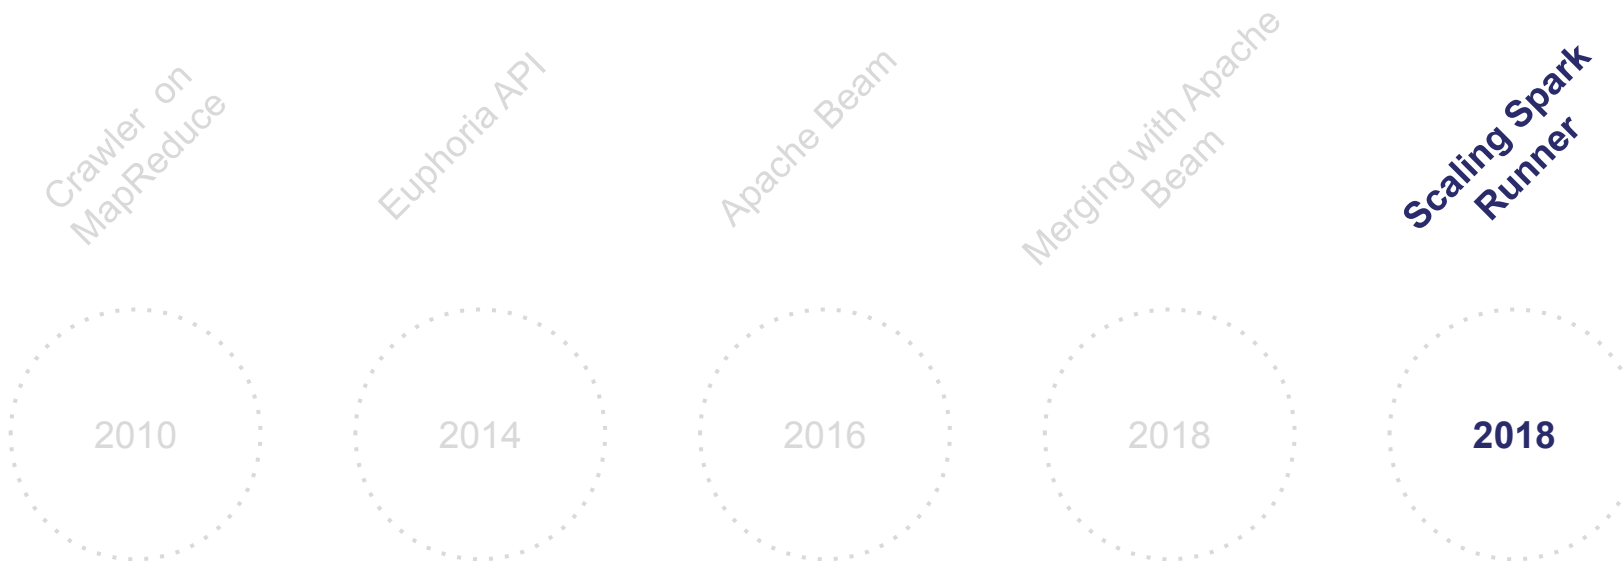 Crawler on
MapReduce
Euphoria API
Apache Beam
Merging with Apache
Beam
Scaling Spark
Runner
2010
2014
2016
2018
2018